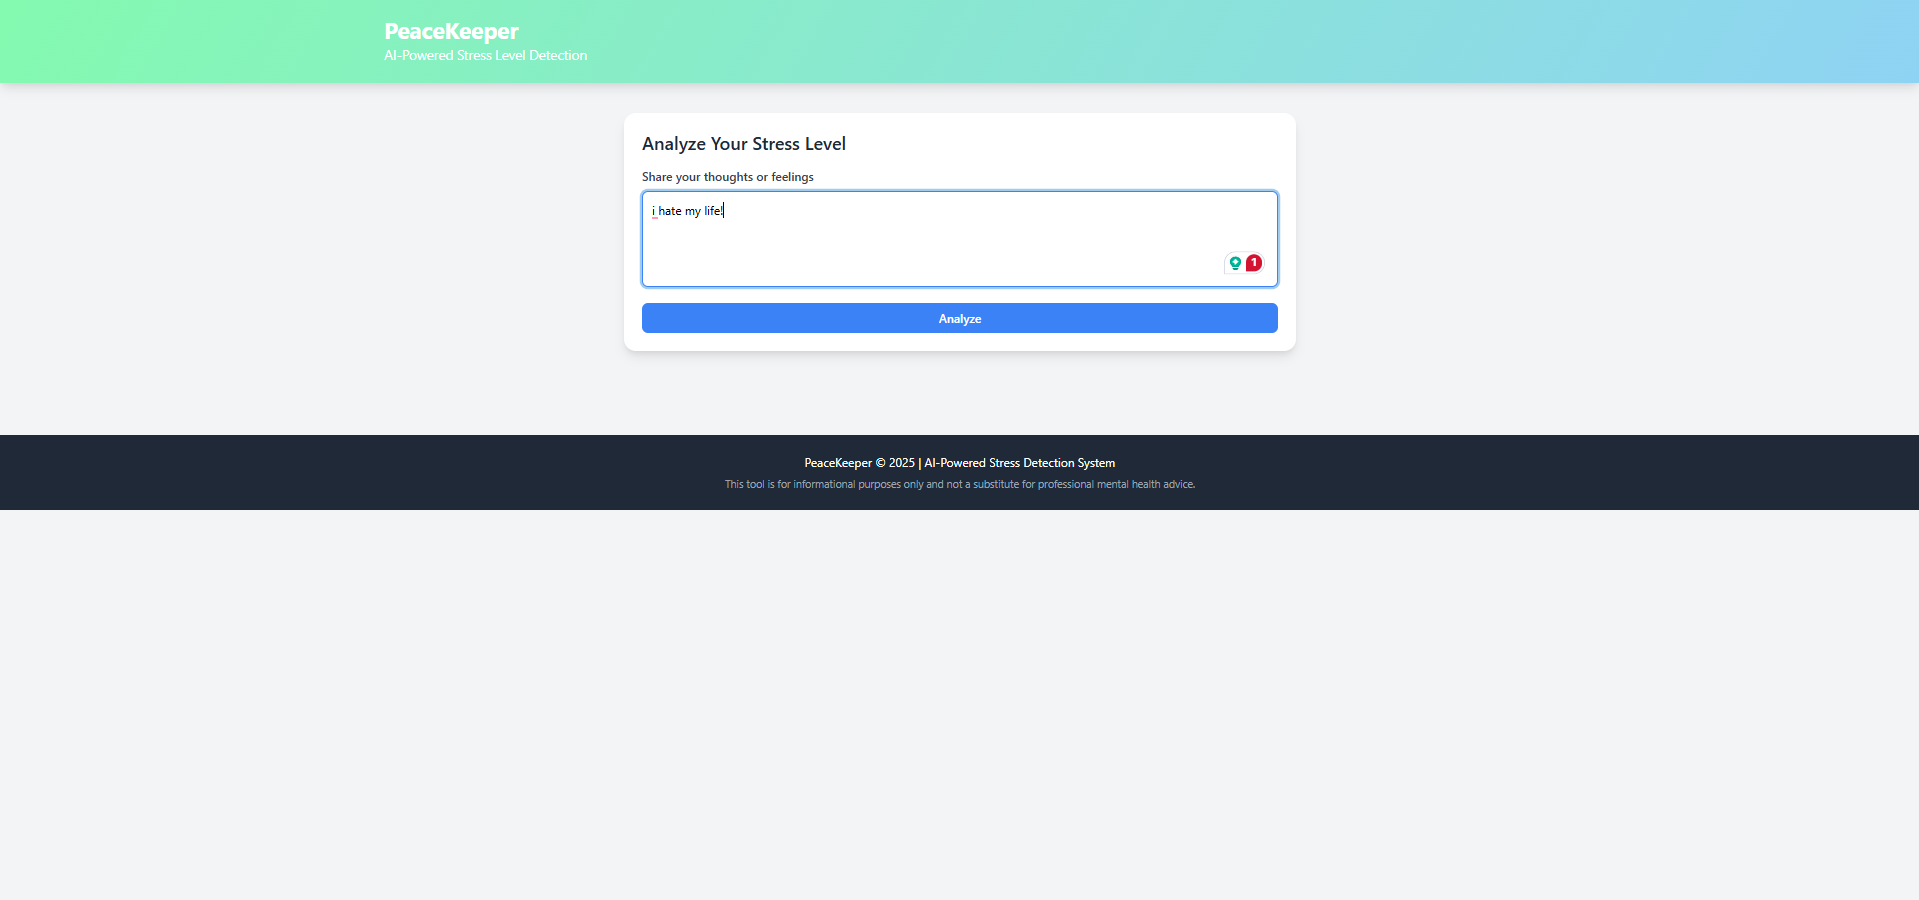 PeaceKeeper
AI-Powered Stress Level Detection
Analyze Your Stress Level
Share your thoughts or feelings
i hate my life!
1
Analyze
PeaceKeeper © 2025 | AI-Powered Stress Detection System
This tool is for informational purposes only and not a substitute for professional mental health advice.